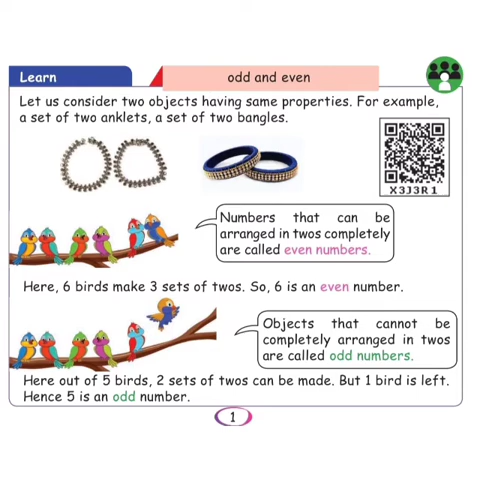 Learn
odd and even
Let us consider two objects having same properties. For example,
a set of two anklets, a set of two bangles.
X3J3R1
Numbers that can be
arranged in twos completely
are called even numbers.
Here, 6 birds make 3 sets of twos. So, 6 is an even number.
Objects that cannot be
completely arranged in twos
are called odd numbers.
Here out of 5 birds, 2 sets of twos can be made. But 1 bird is left.
Hence 5 is an odd number.
1